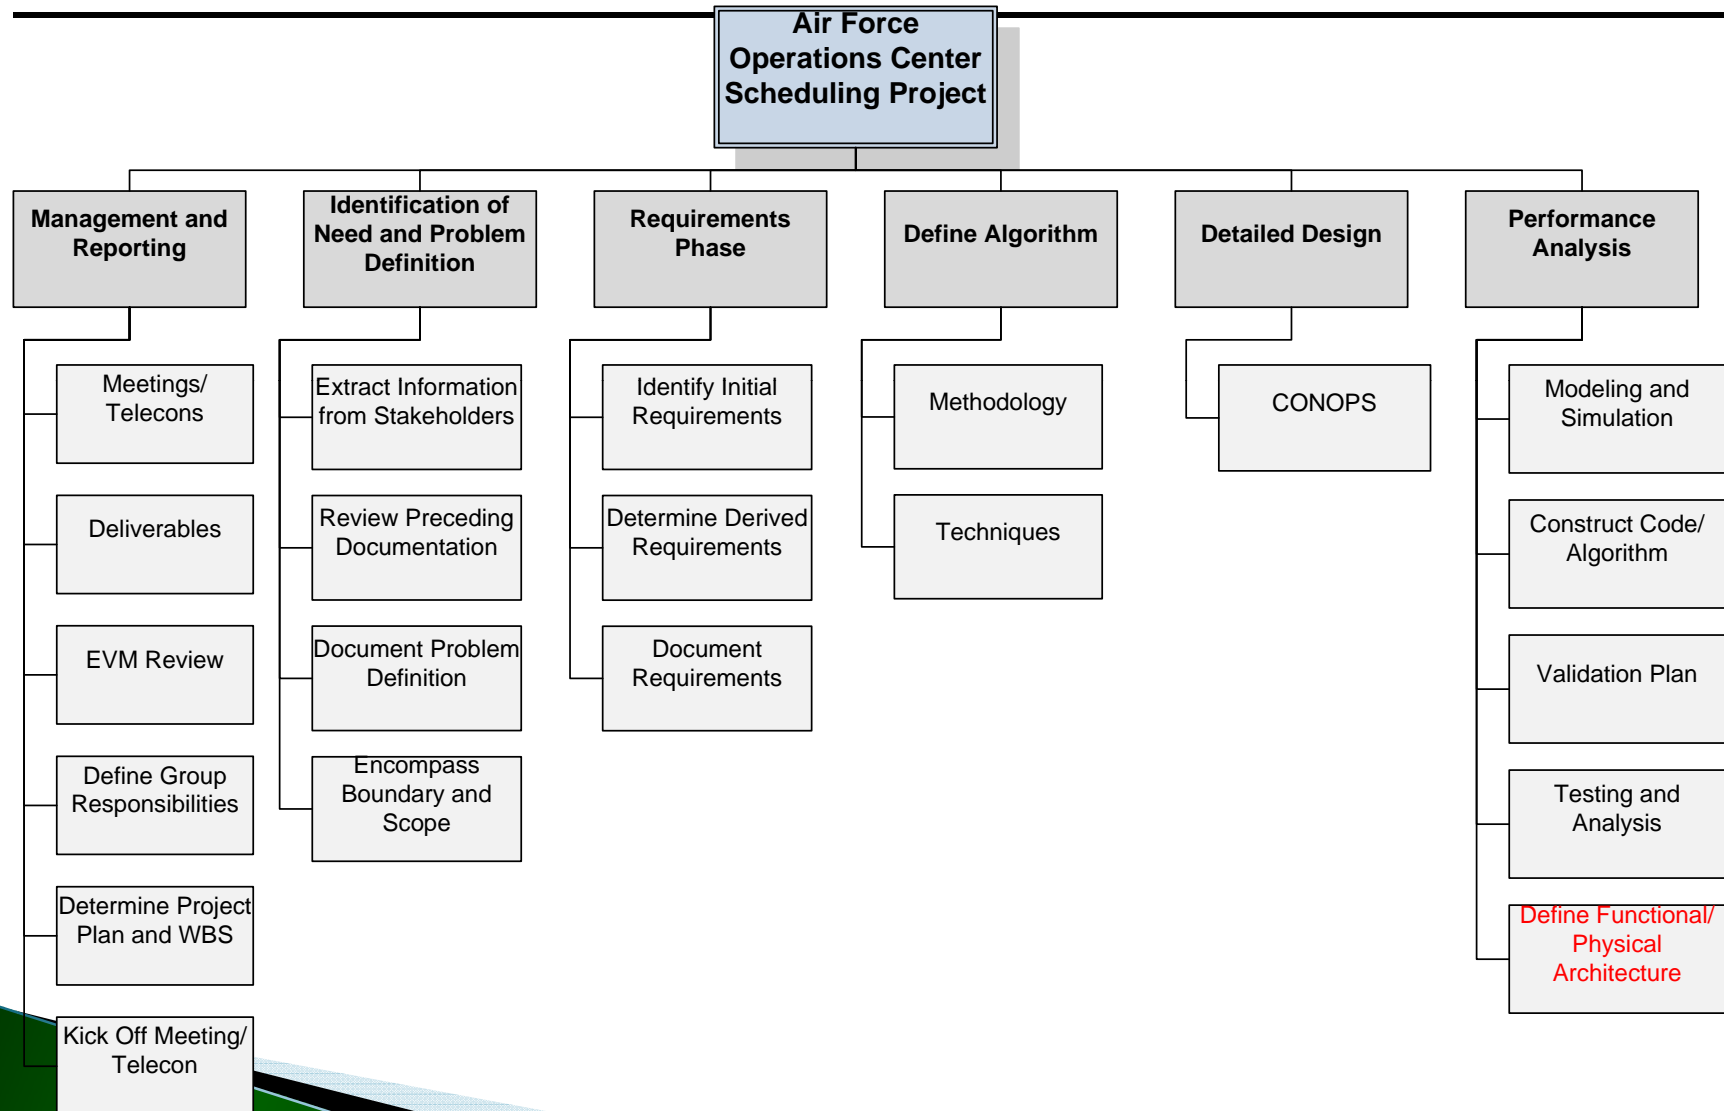 Air Force
Operations Center
Scheduling Project
Management and
Reporting
Identification of
Need and Problem
Definition
Requirements
Phase
Define Algorithm
Detailed Design
Performance
Analysis
Meetings/
Telecons
Deliverables
EVM Review
Define Group
Responsibilities
Determine Project
Plan and WBS
Kick Off Meeting/
Telecon
Extract Information
from Stakeholders
Review Preceding
Documentation
Document Problem
Definition
Encompass
Boundary and
Scope
Identify Initial
Requirements
Determine Derived
Requirements
Document
Requirements
Methodology
Techniques
CONOPS
Modeling and
Simulation
Construct Code/
Algorithm
Validation Plan
Testing and
Analysis
Define Functional/
Physical
Architecture